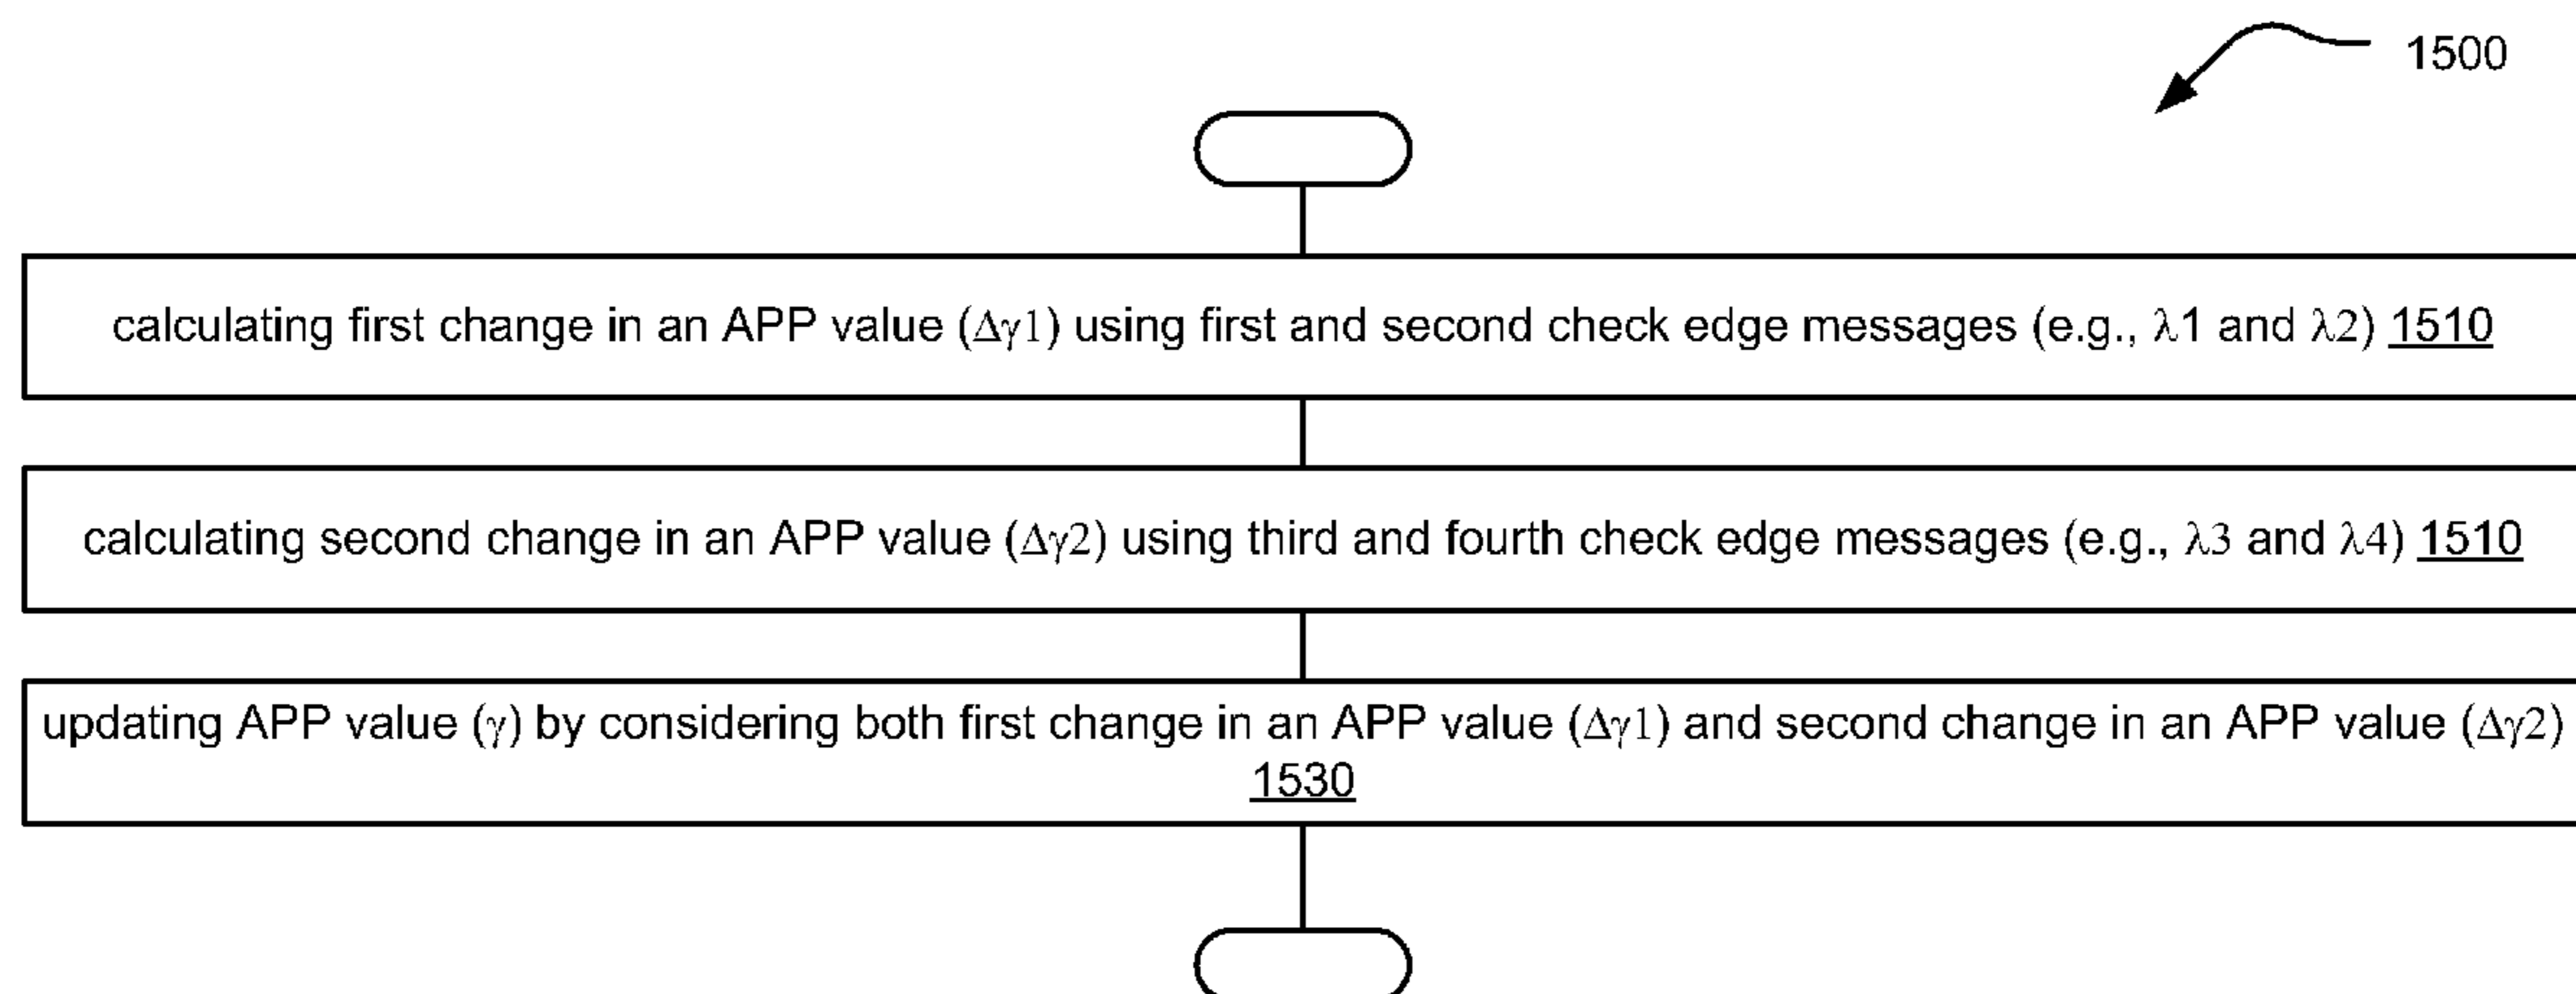 1500
calculating first change in an APP value (Δγ1) using first and second check edge messages (e.g., λ1 and λ2) 1510
calculating second change in an APP value (Δγ2) using third and fourth check edge messages (e.g., λ3 and λ4) 1510
updating APP value (γ) by considering both first change in an APP value (Δγ1) and second change in an APP value (Δγ2)
1530